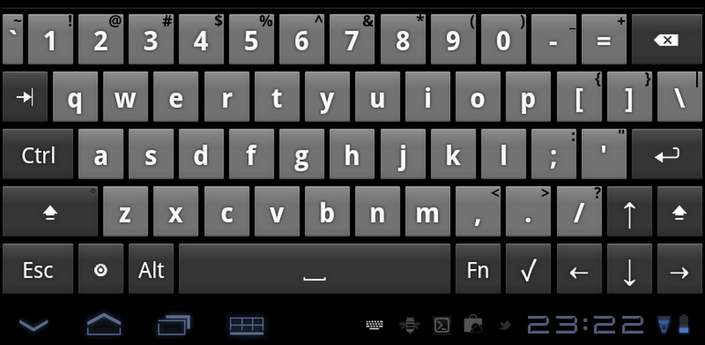 ~ ! @ # $ % ^ & * ( ) _ +
` 1 2 3 4 5 6 7 8 9 0 - =
{ } |
q w e r t y u i o p [ ] \
: "
Ctrl a s d f g h j k l ; '
< > ?
z x c v b n m , . /
Esc Alt Fn √
23:22